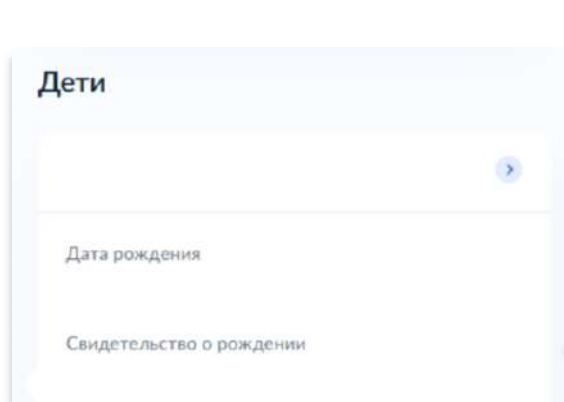 Дети
Дата рождения
Свидетельство о рождении